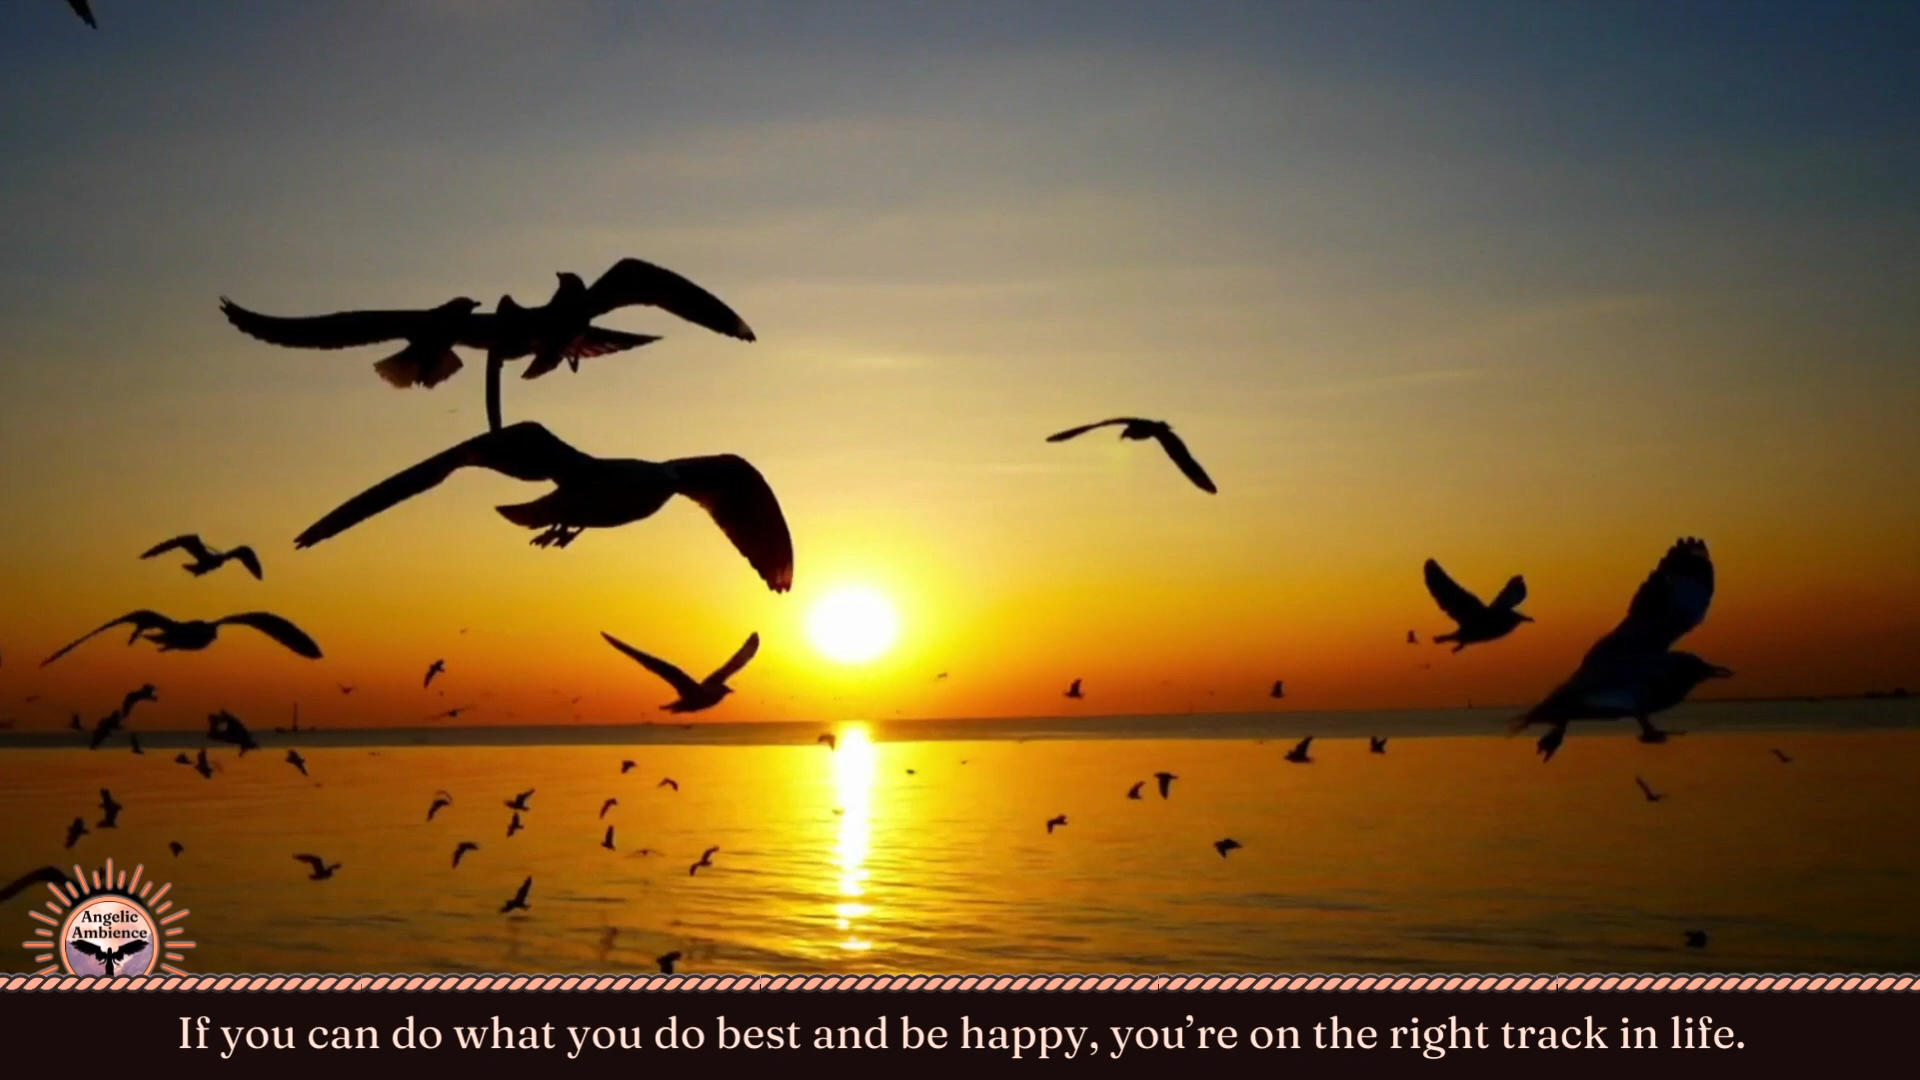 Angelic
Ambience
If you can do what you do best and be happy, you’re on the right track in life.